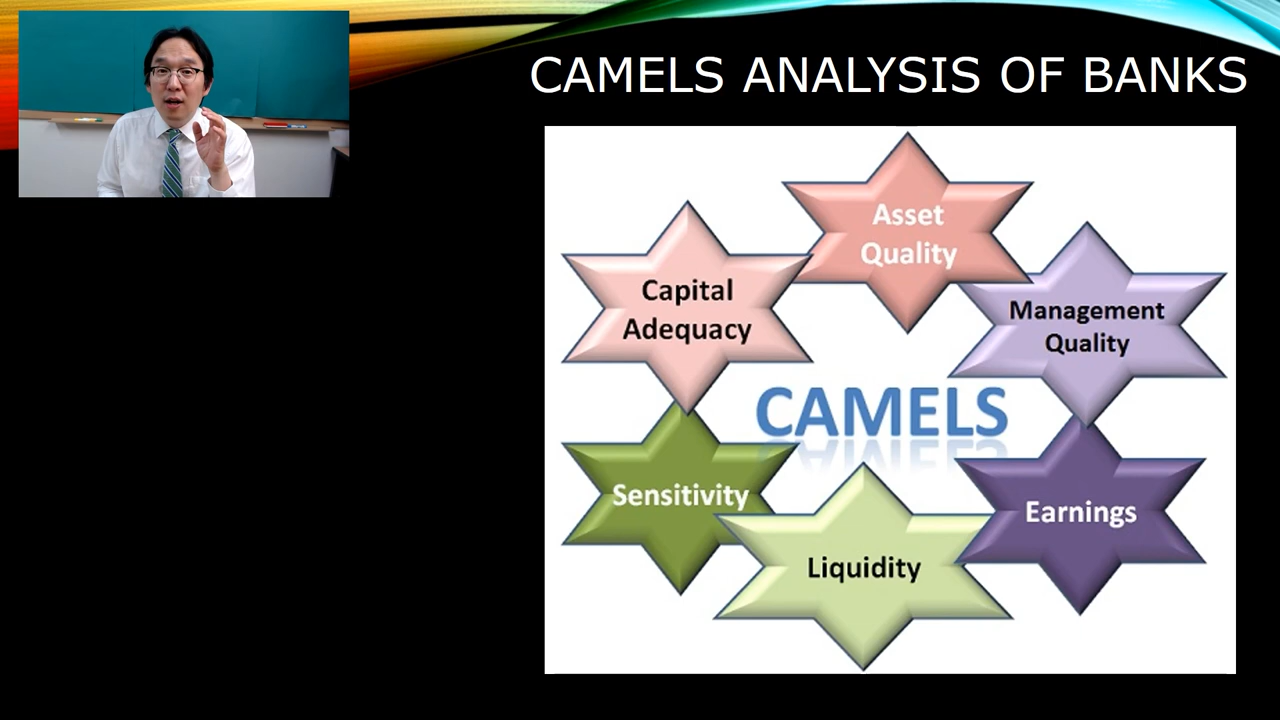 CAMELS ANALYSIS OF BANKS
Asset
Quality
Capital
Adequacy
Management
Quality
CAMELS
Sensitivity
Earnings
Liquidity